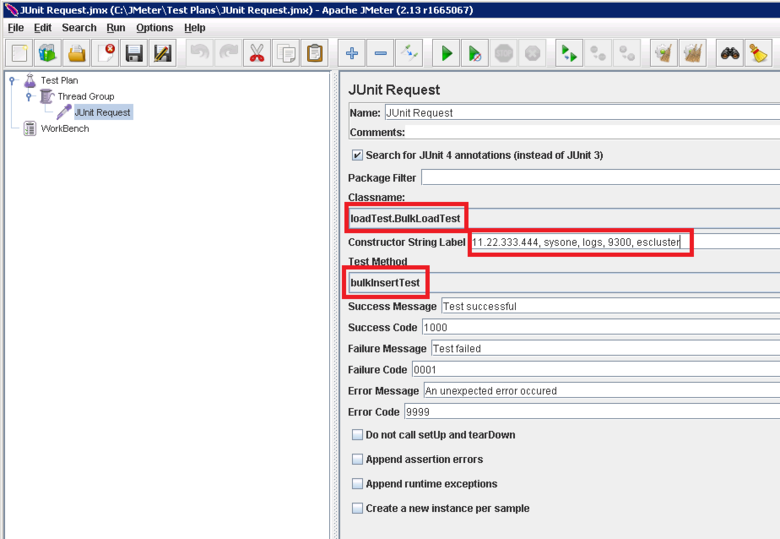 JUnit Request.jmx (C:\JMeter\Test Plans\JUnit Request.jmx) - Apache JMeter (2.13 r1665067)
File Edit Search Run Options Help
Test Plan
Thread Group
JUnit Request
WorkBench
JUnit Request
Name: JUnit Request
Comments:
Search for JUnit 4 annotations (instead of JUnit 3)
Package Filter
Classname:
loadTest.BulkLoadTest
Constructor String Label 11.22.333.444, sysone, logs, 9300, escluster
Test Method
bulkInsertTest
Success Message Test successful
Success Code 1000
Failure Message Test failed
Failure Code 0001
Error Message An unexpected error occured
Error Code 9999
Do not call setUp and tearDown
Append assertion errors
Append runtime exceptions
Create a new instance per sample